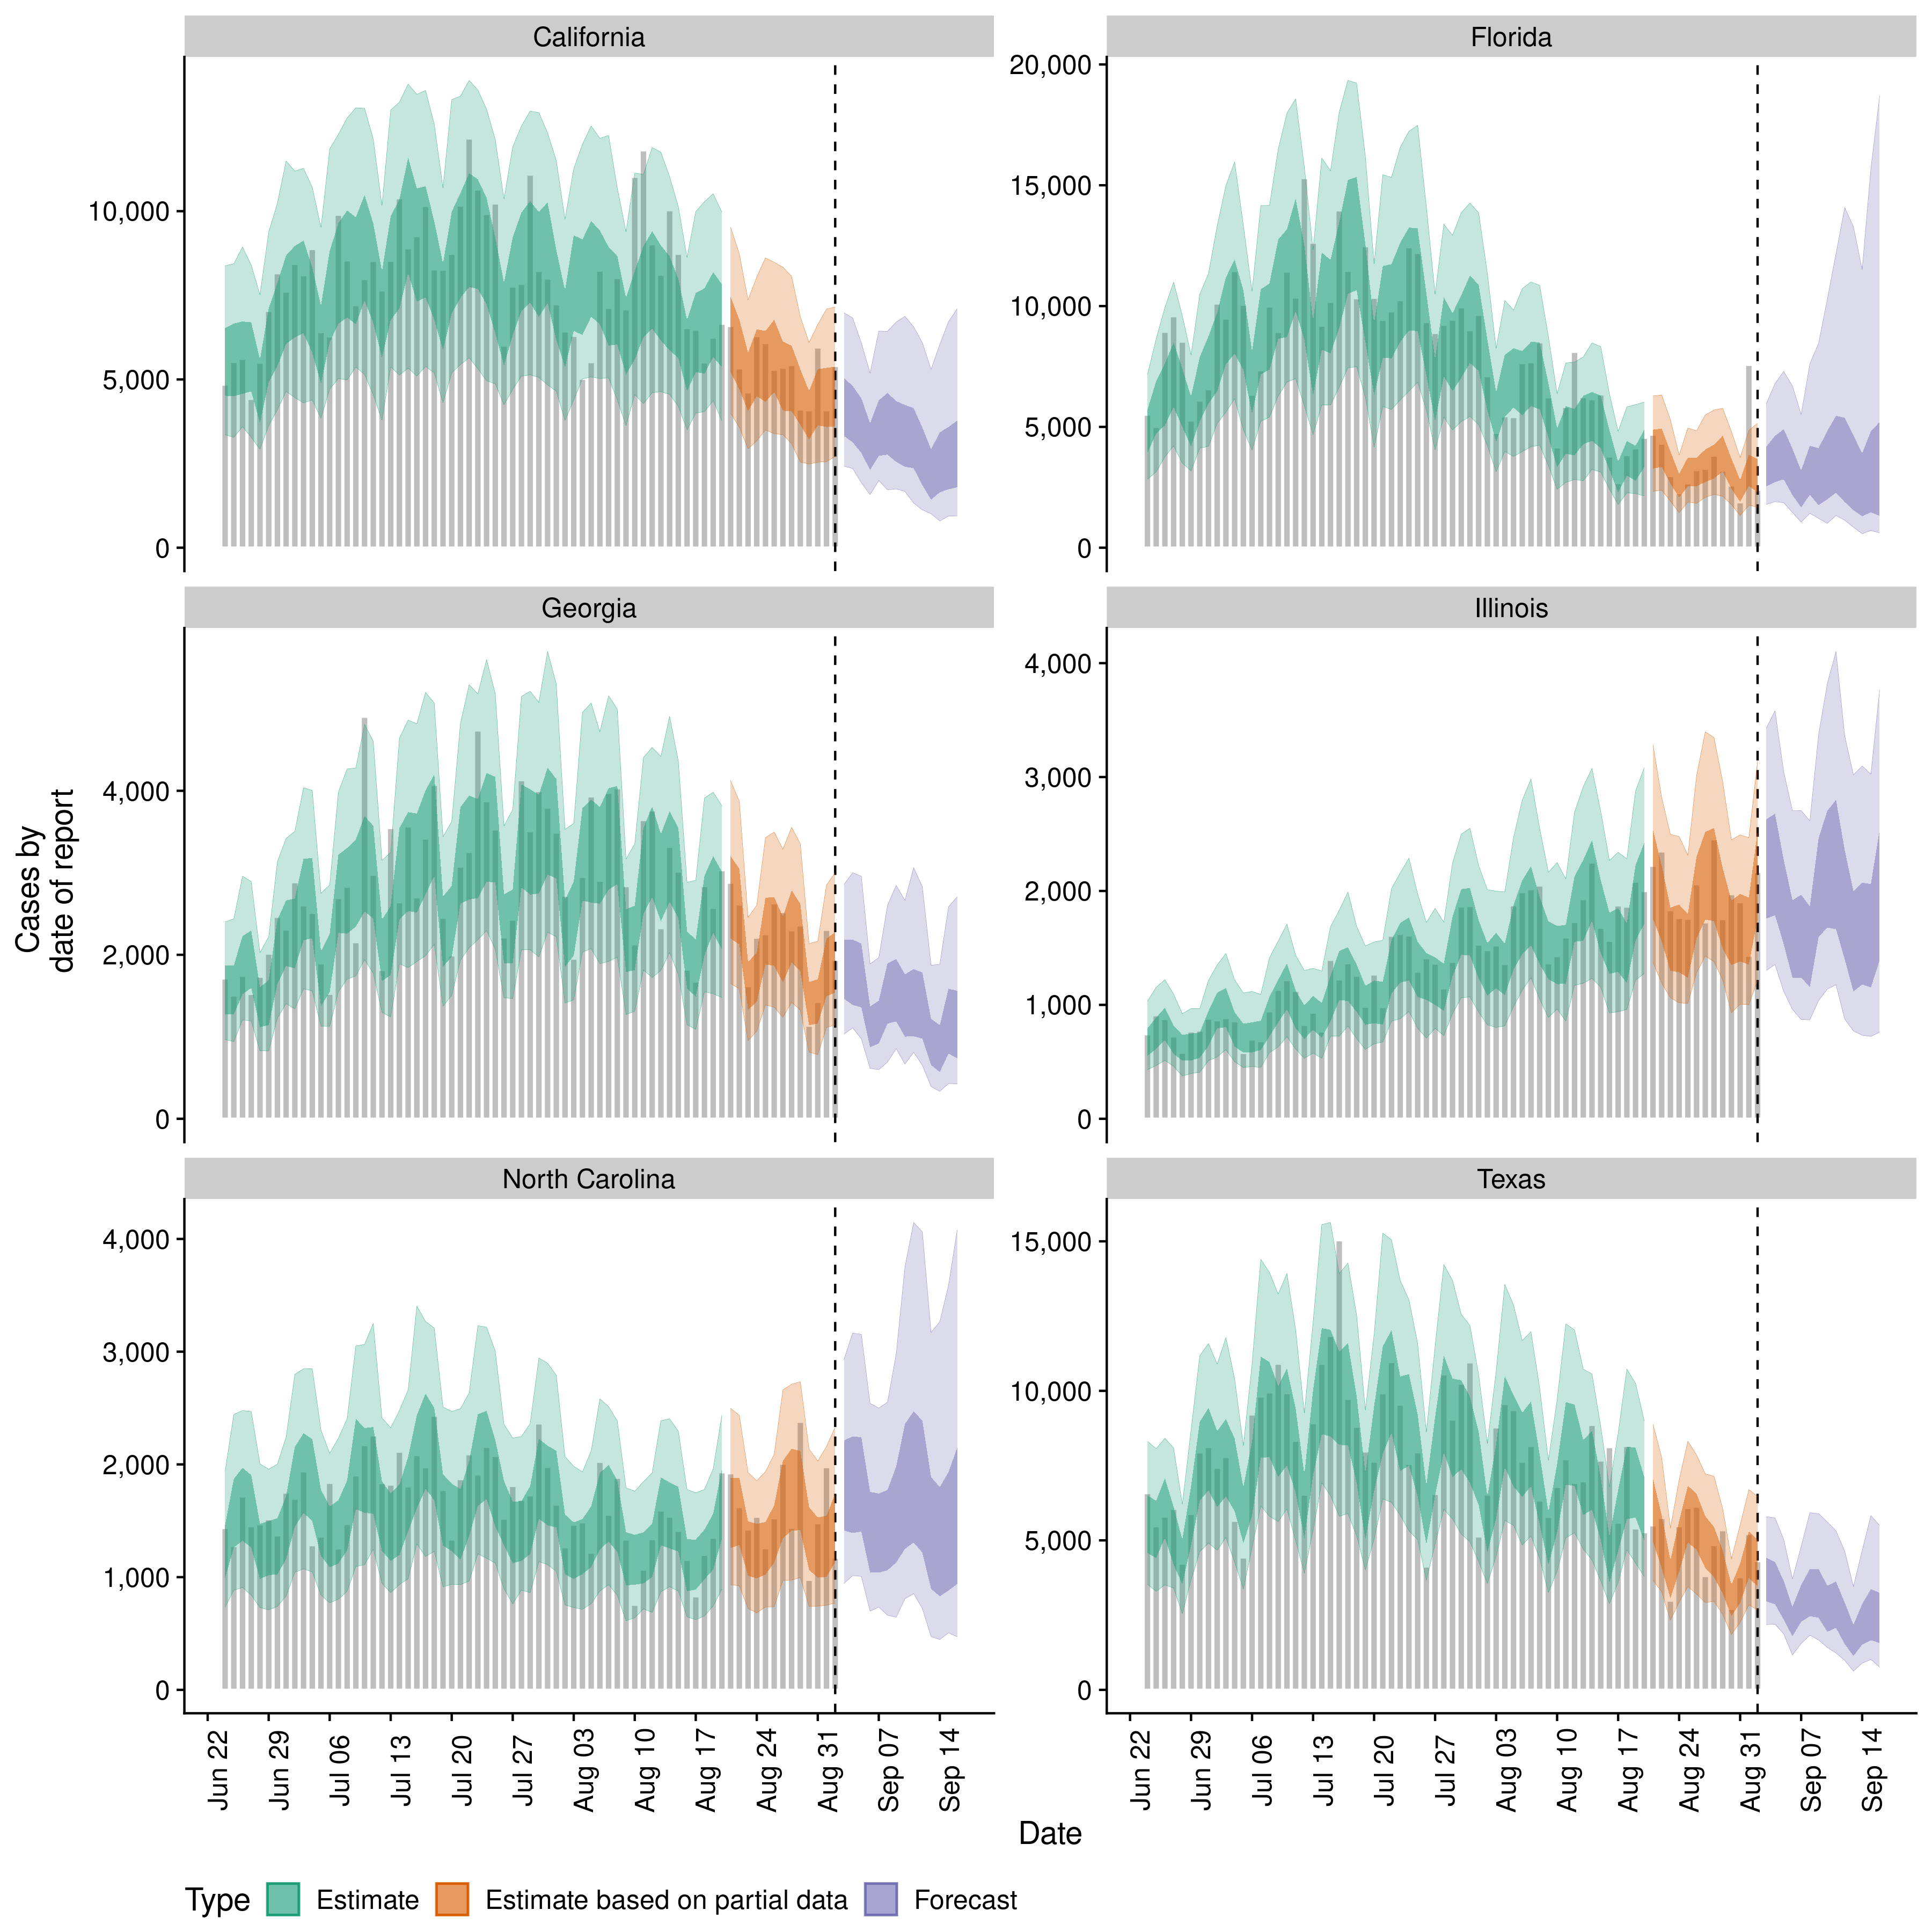 California
Florida
10,000
5,000
0
20,000
15,000
10,000
5,000
0
Georgia
Illinois
4,000
2,000
0
4,000
3,000
2,000
1,000
0
Cases by
date of report
North Carolina
Texas
4,000
3,000
2,000
1,000
0
15,000
10,000
5,000
0
Jun 22
Jun 29
Jul 06
Jul 13
Jul 20
Jul 27
Aug 03
Aug 10
Aug 17
Aug 24
Aug 31
Sep 07
Sep 14
Jun 22
Jun 29
Jul 06
Jul 13
Jul 20
Jul 27
Aug 03
Aug 10
Aug 17
Aug 24
Aug 31
Sep 07
Sep 14
Date
Type Estimate Estimate based on partial data Forecast